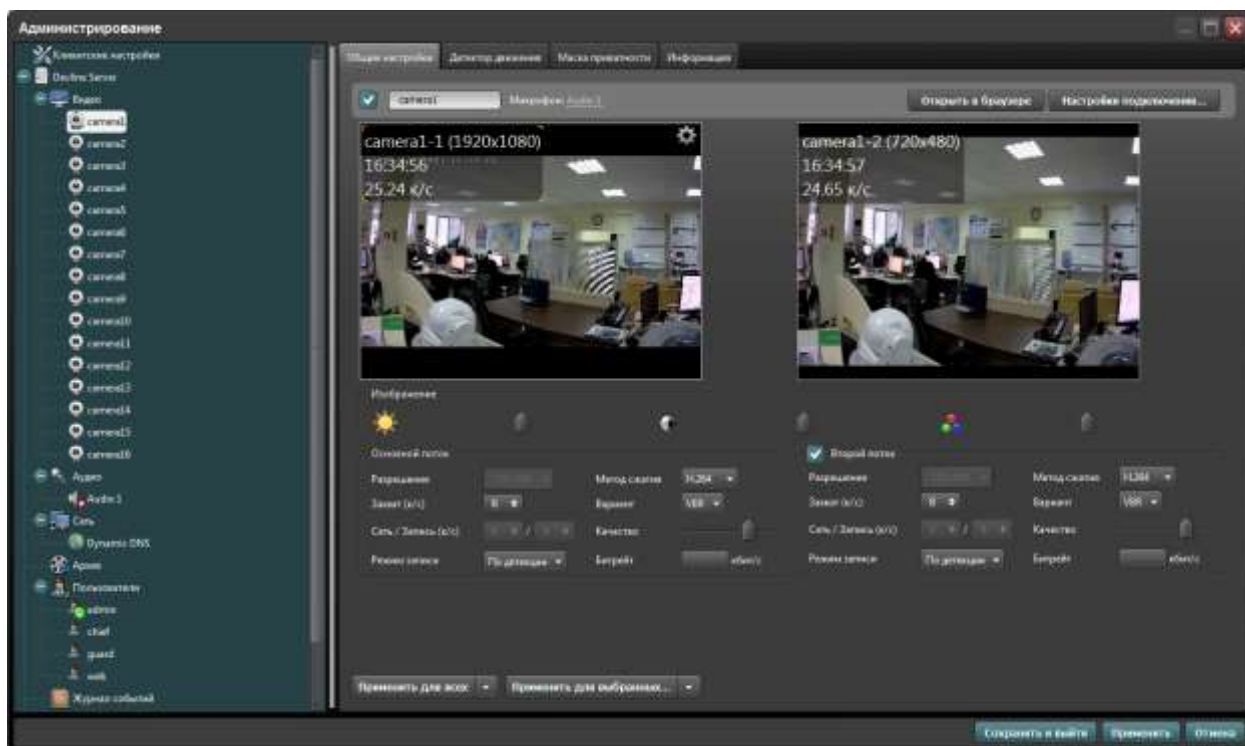 Администрирование
Клиентские настройки
Devline Server
Видео
camera1
camera2
camera3
camera4
camera5
camera6
camera7
camera8
camera9
camera10
camera11
camera12
camera13
camera14
camera15
camera16
Аудио
Audio 1
Сеть
Dynamic DNS
Архив
Пользователи
admin
chief
guard
web
Журнал событий
Общие настройки Детектор движения Маска приватности Информация
camera1 Микрофон: Audio 1 Открыть в браузере Настройки подключения...
camera1-1 (1920x1080)
16:34:56
25.24 к/с
camera1-2 (720x480)
16:34:57
24.65 к/с
Изображение
Основной поток
Разрешение Метод сжатия H.264
Захват (к/с) 8 Вариант VBR
Сеть / Запись (к/с) / Качество
Режим записи По детекции Битрейт кбит/с
Второй поток
Разрешение Метод сжатия H.264
Захват (к/с) 8 Вариант VBR
Сеть / Запись (к/с) / Качество
Режим записи По детекции Битрейт кбит/с
Применить для всех Применить для выбранных...
Сохранить и выйти Применить Отмена